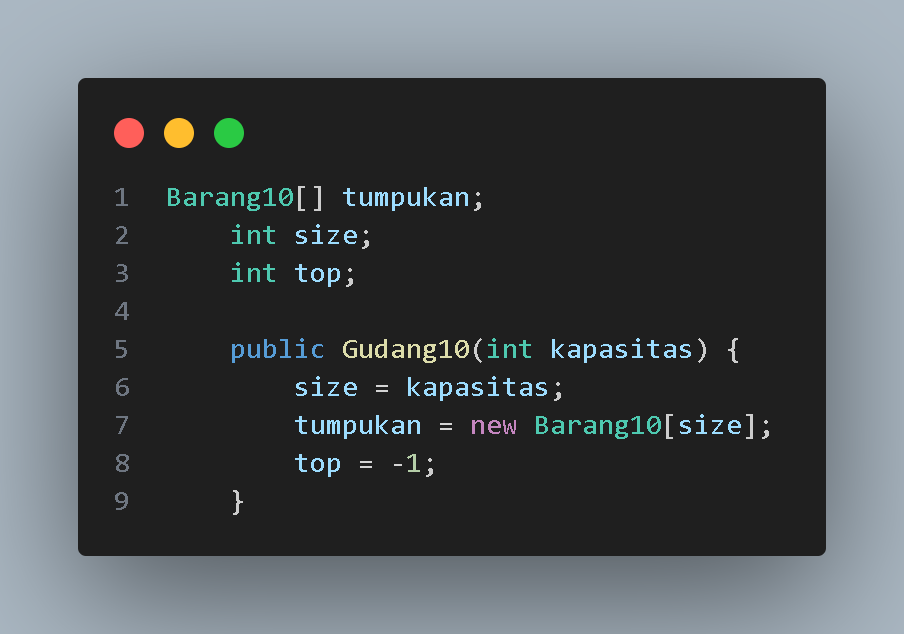 1 Barang10[] tumpukan;
2     int size;
3     int top;
4
5     public Gudang10(int kapasitas) {
6         size = kapasitas;
7         tumpukan = new Barang10[size];
8         top = -1;
9     }